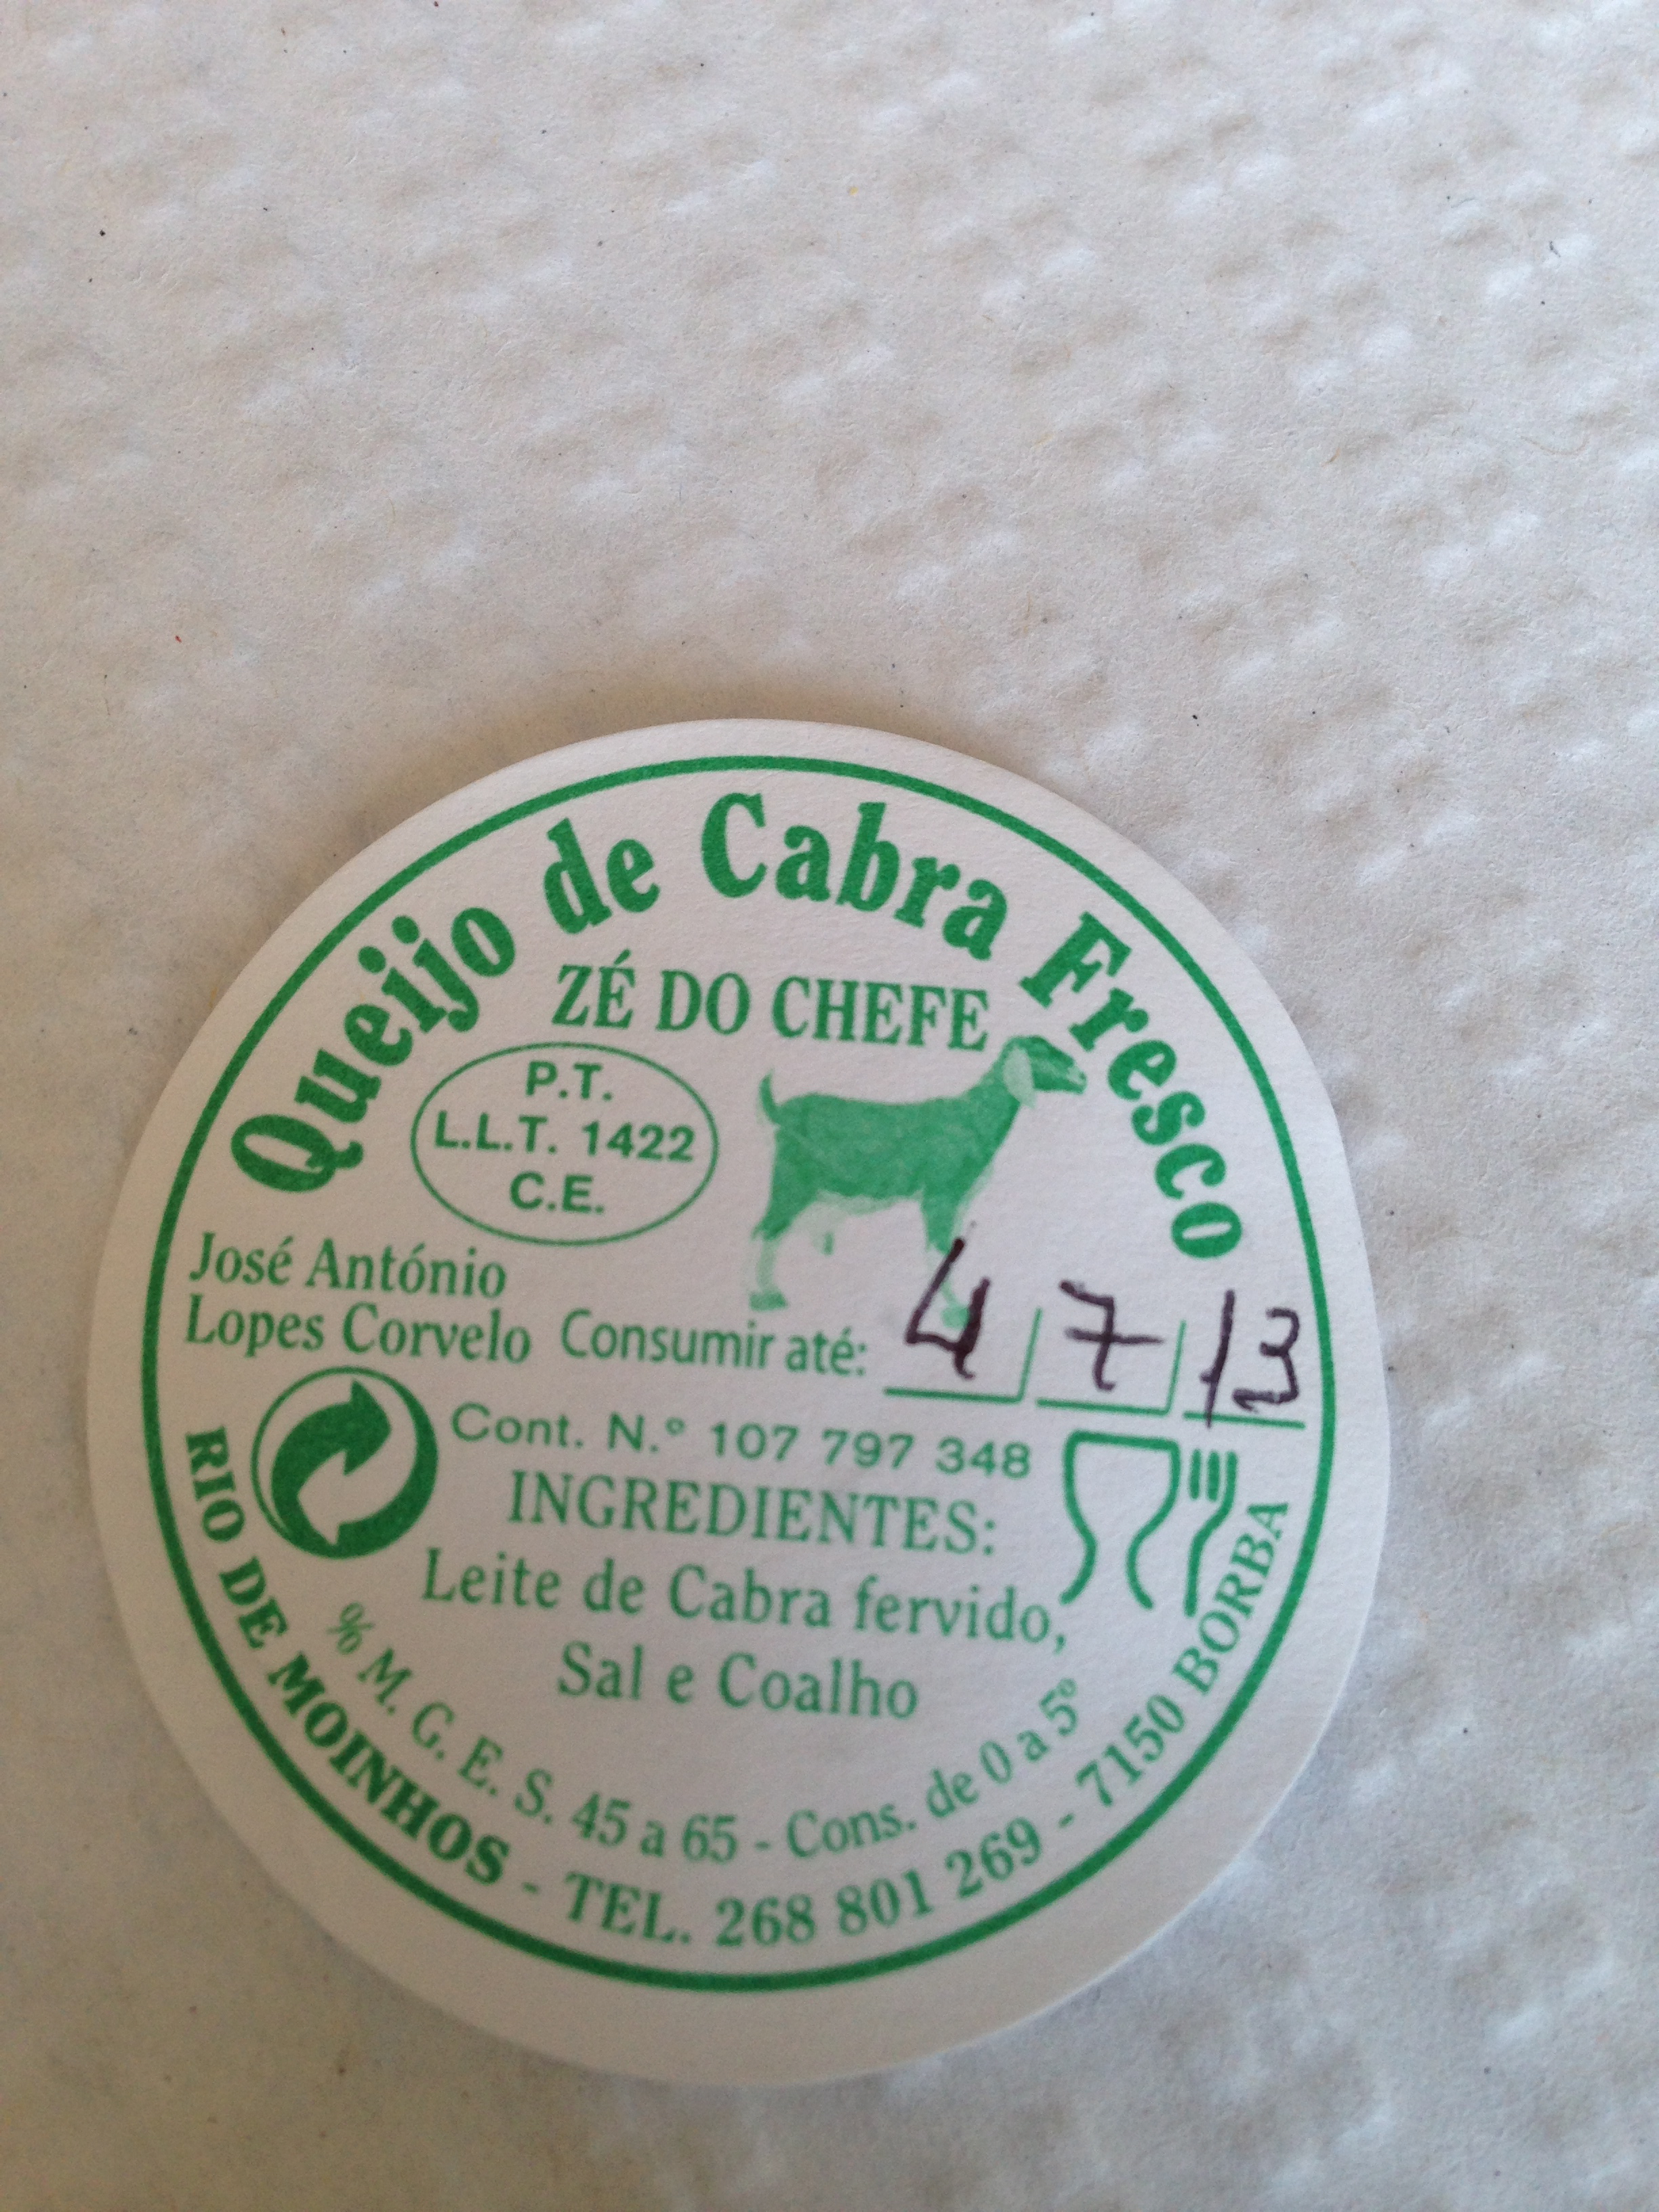 Queijo de Cabra Fresco
ZÉ DO CHEFE
P.T.
L.L.T. 1422
C.E.
José António
Lopes Corvelo
Consumir até: 4 7 13
Cont. N.º 107 797 348
INGREDIENTES:
Leite de Cabra fervido,
Sal e Coalho
% M. G. E. S. 45 a 65 - Cons. de 0 a 5º
RIO DE MOINHOS - TEL. 268 801 269 - 7150 BORBA